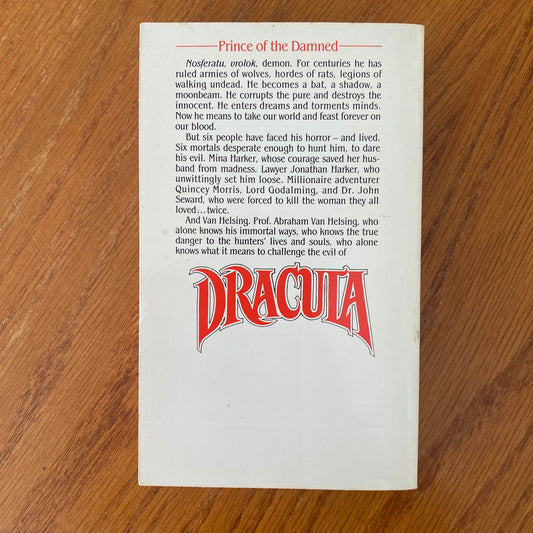 Prince of the Damned
Nosferatu, vrolok, demon. For centuries he has
ruled armies of wolves, hordes of rats, legions of
walking undead. He becomes a bat, a shadow, a
moonbeam. He corrupts the pure and destroys the
innocent. He enters dreams and torments minds.
Now he means to take our world and feast forever on
our blood.
But six people have faced his horror – and lived.
Six mortals desperate enough to hunt him, to dare
his evil. Mina Harker, whose courage saved her hus-
band from madness. Lawyer Jonathan Harker, who
unwittingly set him loose. Millionaire adventurer
Quincey Morris, Lord Godalming, and Dr. John
Seward, who were forced to kill the woman they all
loved...twice.
And Van Helsing. Prof. Abraham Van Helsing, who
alone knows his immortal ways, who knows the true
danger to the hunters' lives and souls, who alone
knows what it means to challenge the evil of
DRACULA